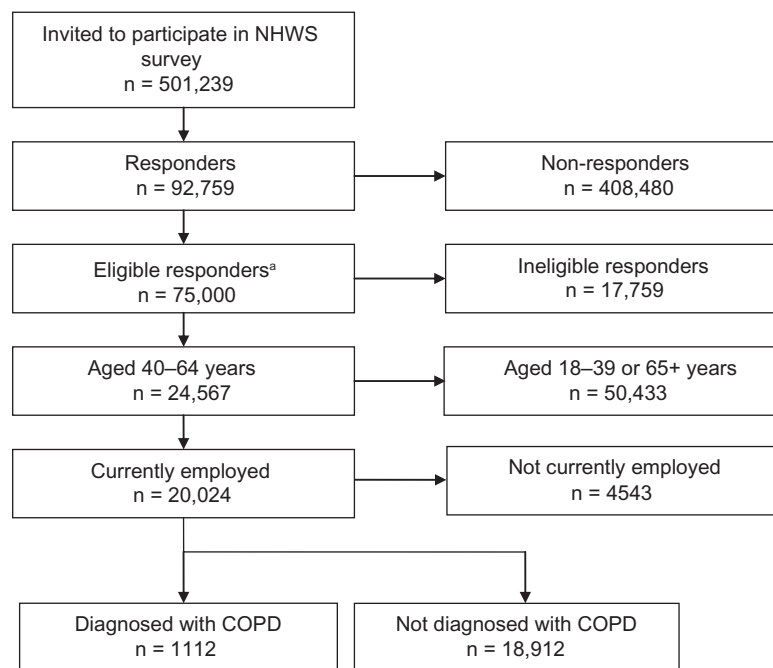 Invited to participate in NHWS
survey
n = 501,239
Responders
n = 92,759
Non-responders
n = 408,480
Eligible respondersª
n = 75,000
Ineligible responders
n = 17,759
Aged 40–64 years
n = 24,567
Aged 18–39 or 65+ years
n = 50,433
Currently employed
n = 20,024
Not currently employed
n = 4543
Diagnosed with COPD
n = 1112
Not diagnosed with COPD
n = 18,912